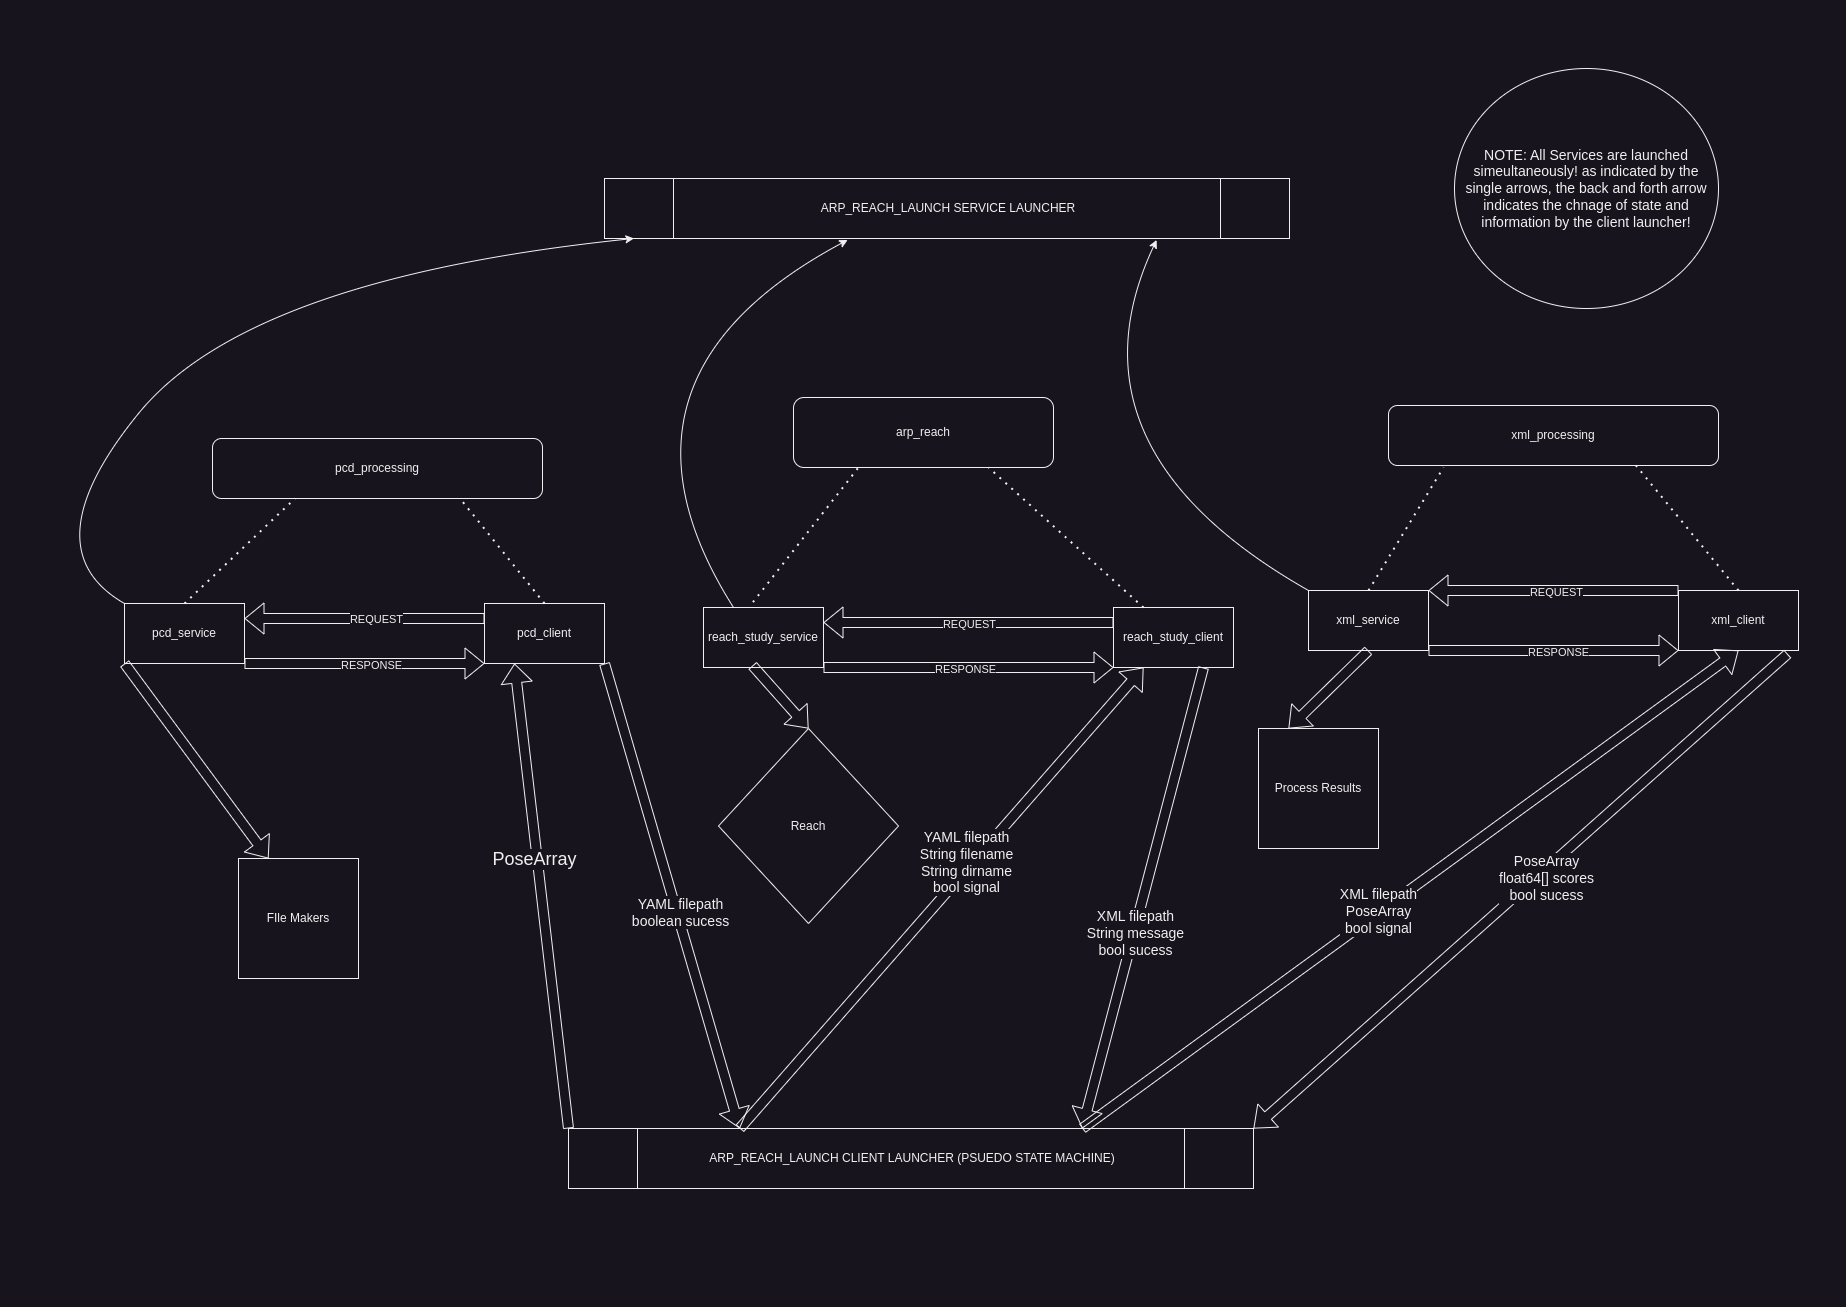 NOTE: All Services are launched
simeultaneously! as indicated by the
single arrows, the back and forth arrow
indicates the chnage of state and
information by the client launcher!
ARP_REACH_LAUNCH SERVICE LAUNCHER
arp_reach
xml_processing
pcd_processing
REQUEST
xml_service
xml_client
RESPONSE
REQUEST
pcd_service
pcd_client
RESPONSE
REQUEST
reach_study_service
reach_study_client
RESPONSE
Process Results
Reach
YAML filepath
String filename
String dirname
bool signal
PoseArray
PoseArray
float64[] scores
bool sucess
XML filepath
PoseArray
bool signal
YAML filepath
boolean sucess
FIle Makers
XML filepath
String message
bool sucess
ARP_REACH_LAUNCH CLIENT LAUNCHER (PSUEDO STATE MACHINE)